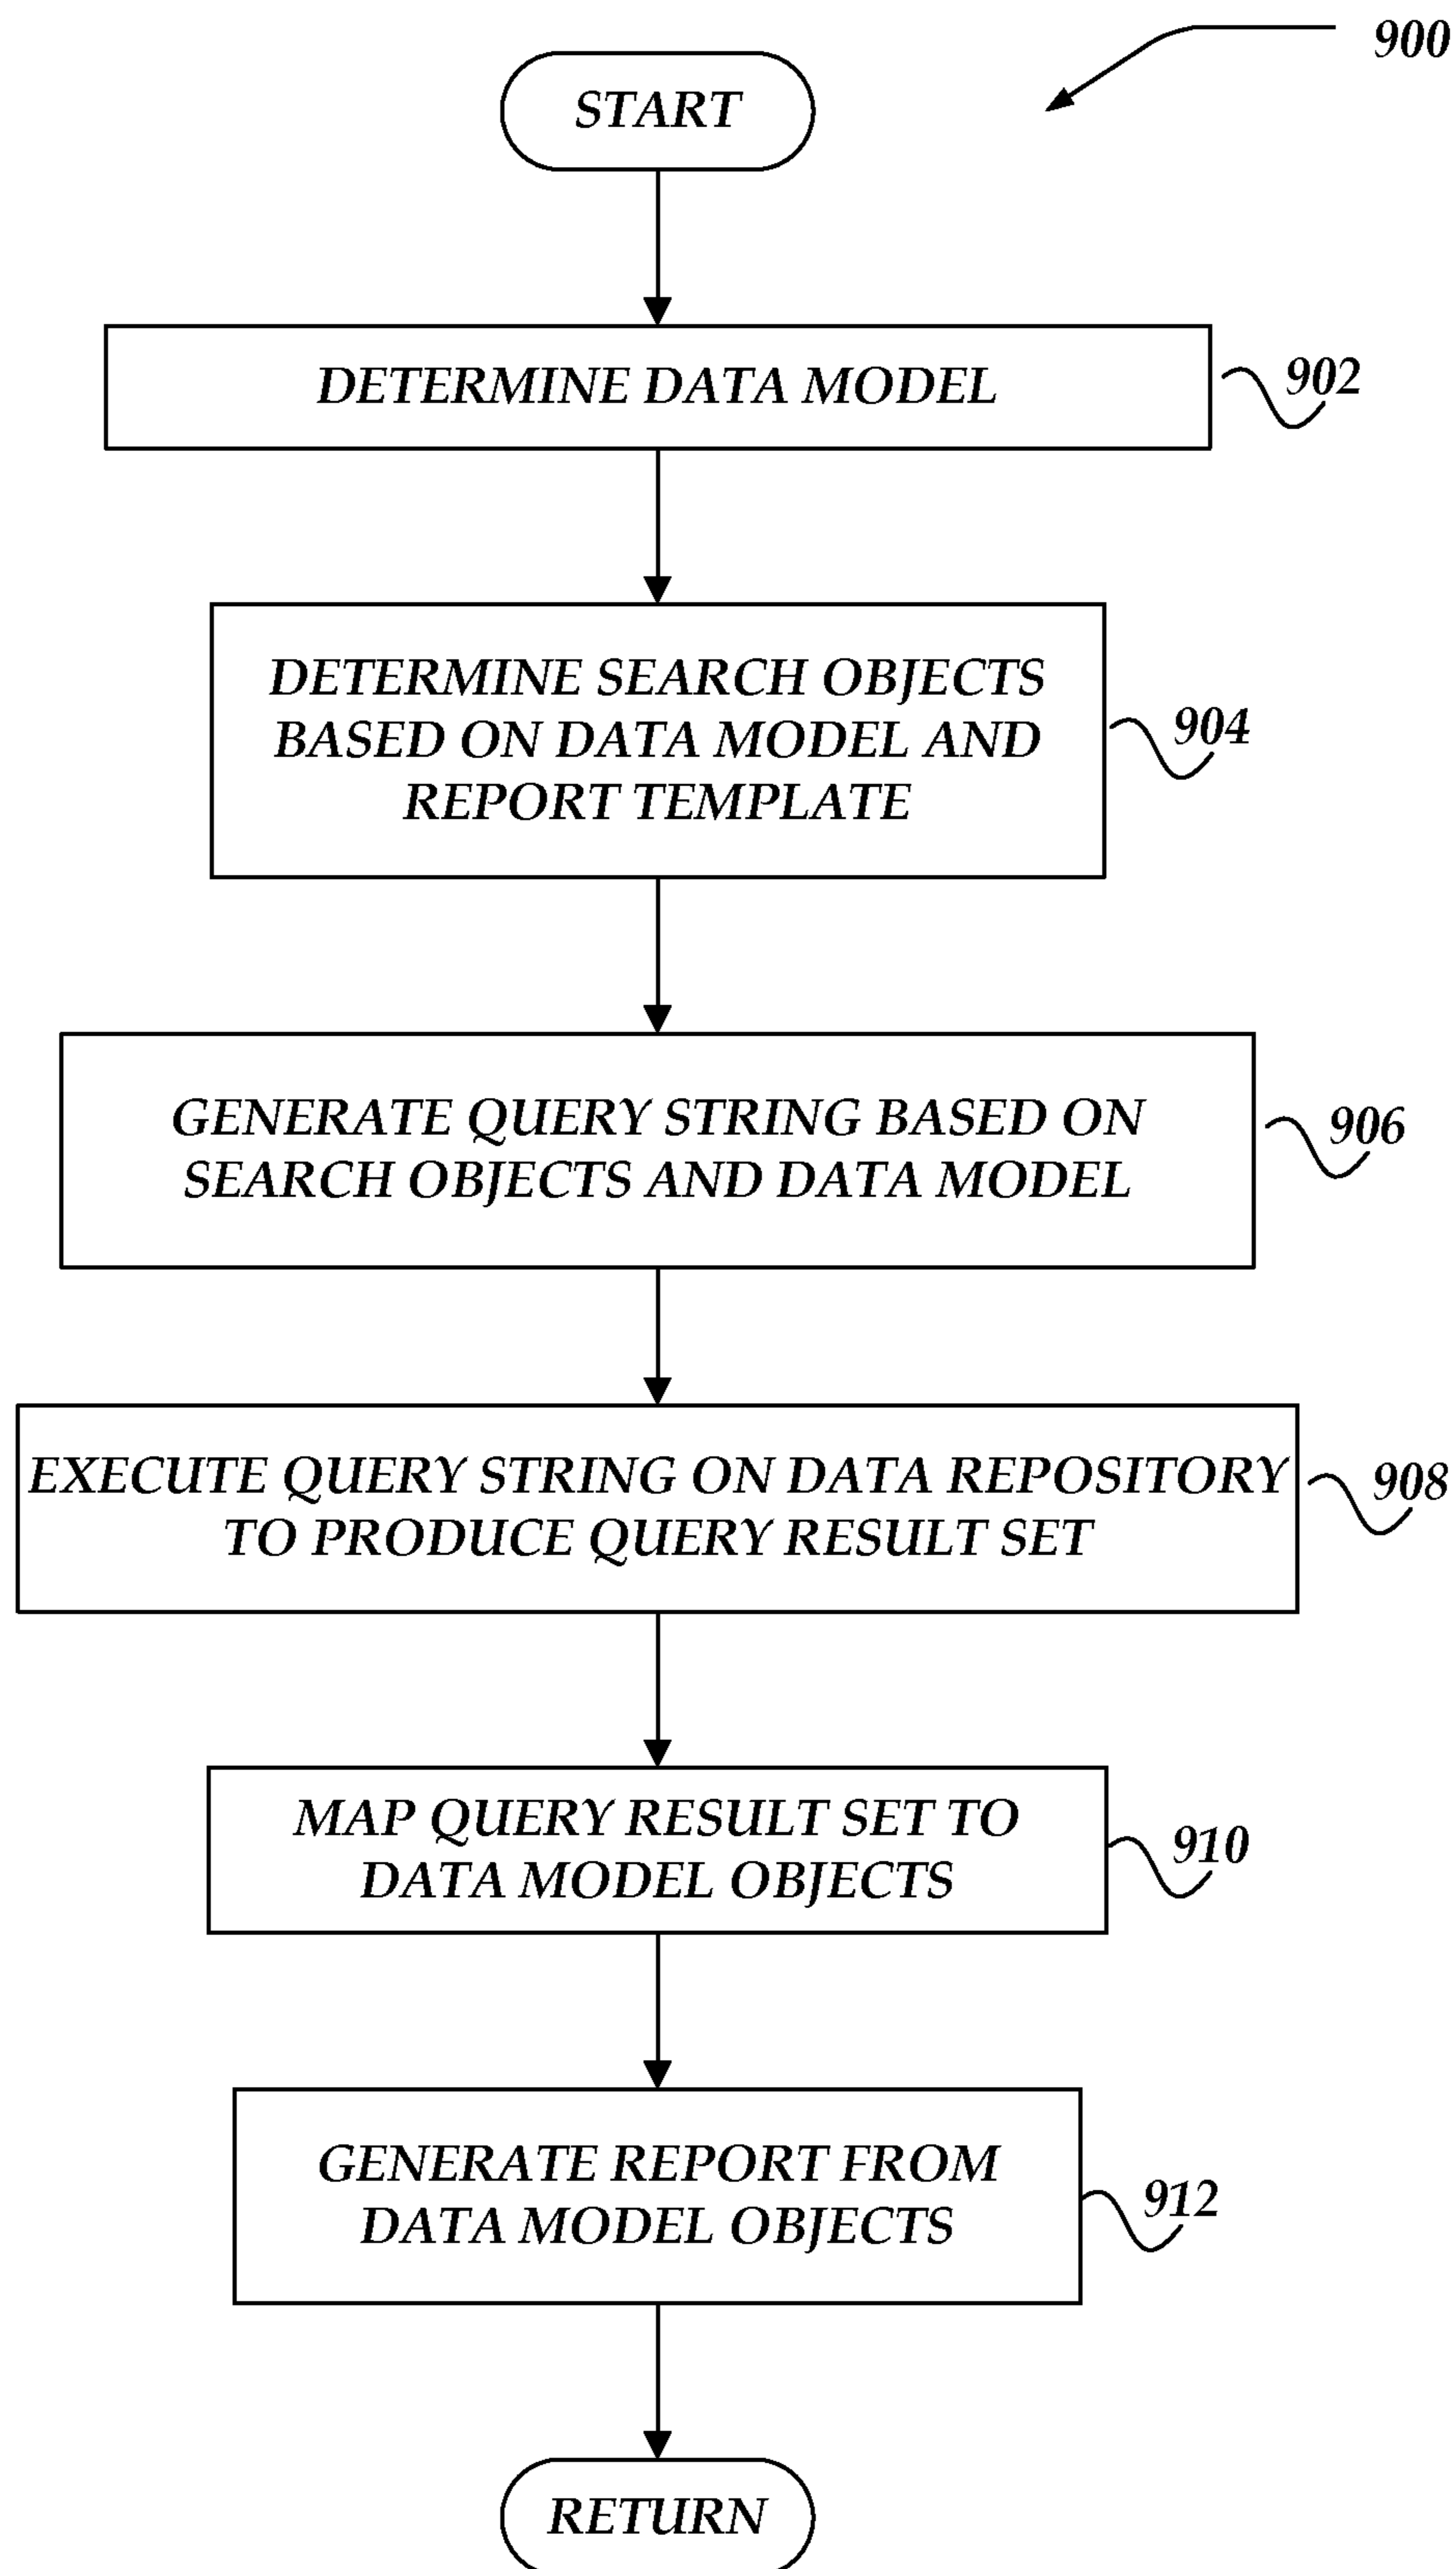 900
START
DETERMINE DATA MODEL
902
DETERMINE SEARCH OBJECTS
BASED ON DATA MODEL AND
REPORT TEMPLATE
904
GENERATE QUERY STRING BASED ON
SEARCH OBJECTS AND DATA MODEL
906
EXECUTE QUERY STRING ON DATA REPOSITORY
TO PRODUCE QUERY RESULT SET
908
MAP QUERY RESULT SET TO
DATA MODEL OBJECTS
910
GENERATE REPORT FROM
DATA MODEL OBJECTS
912
RETURN